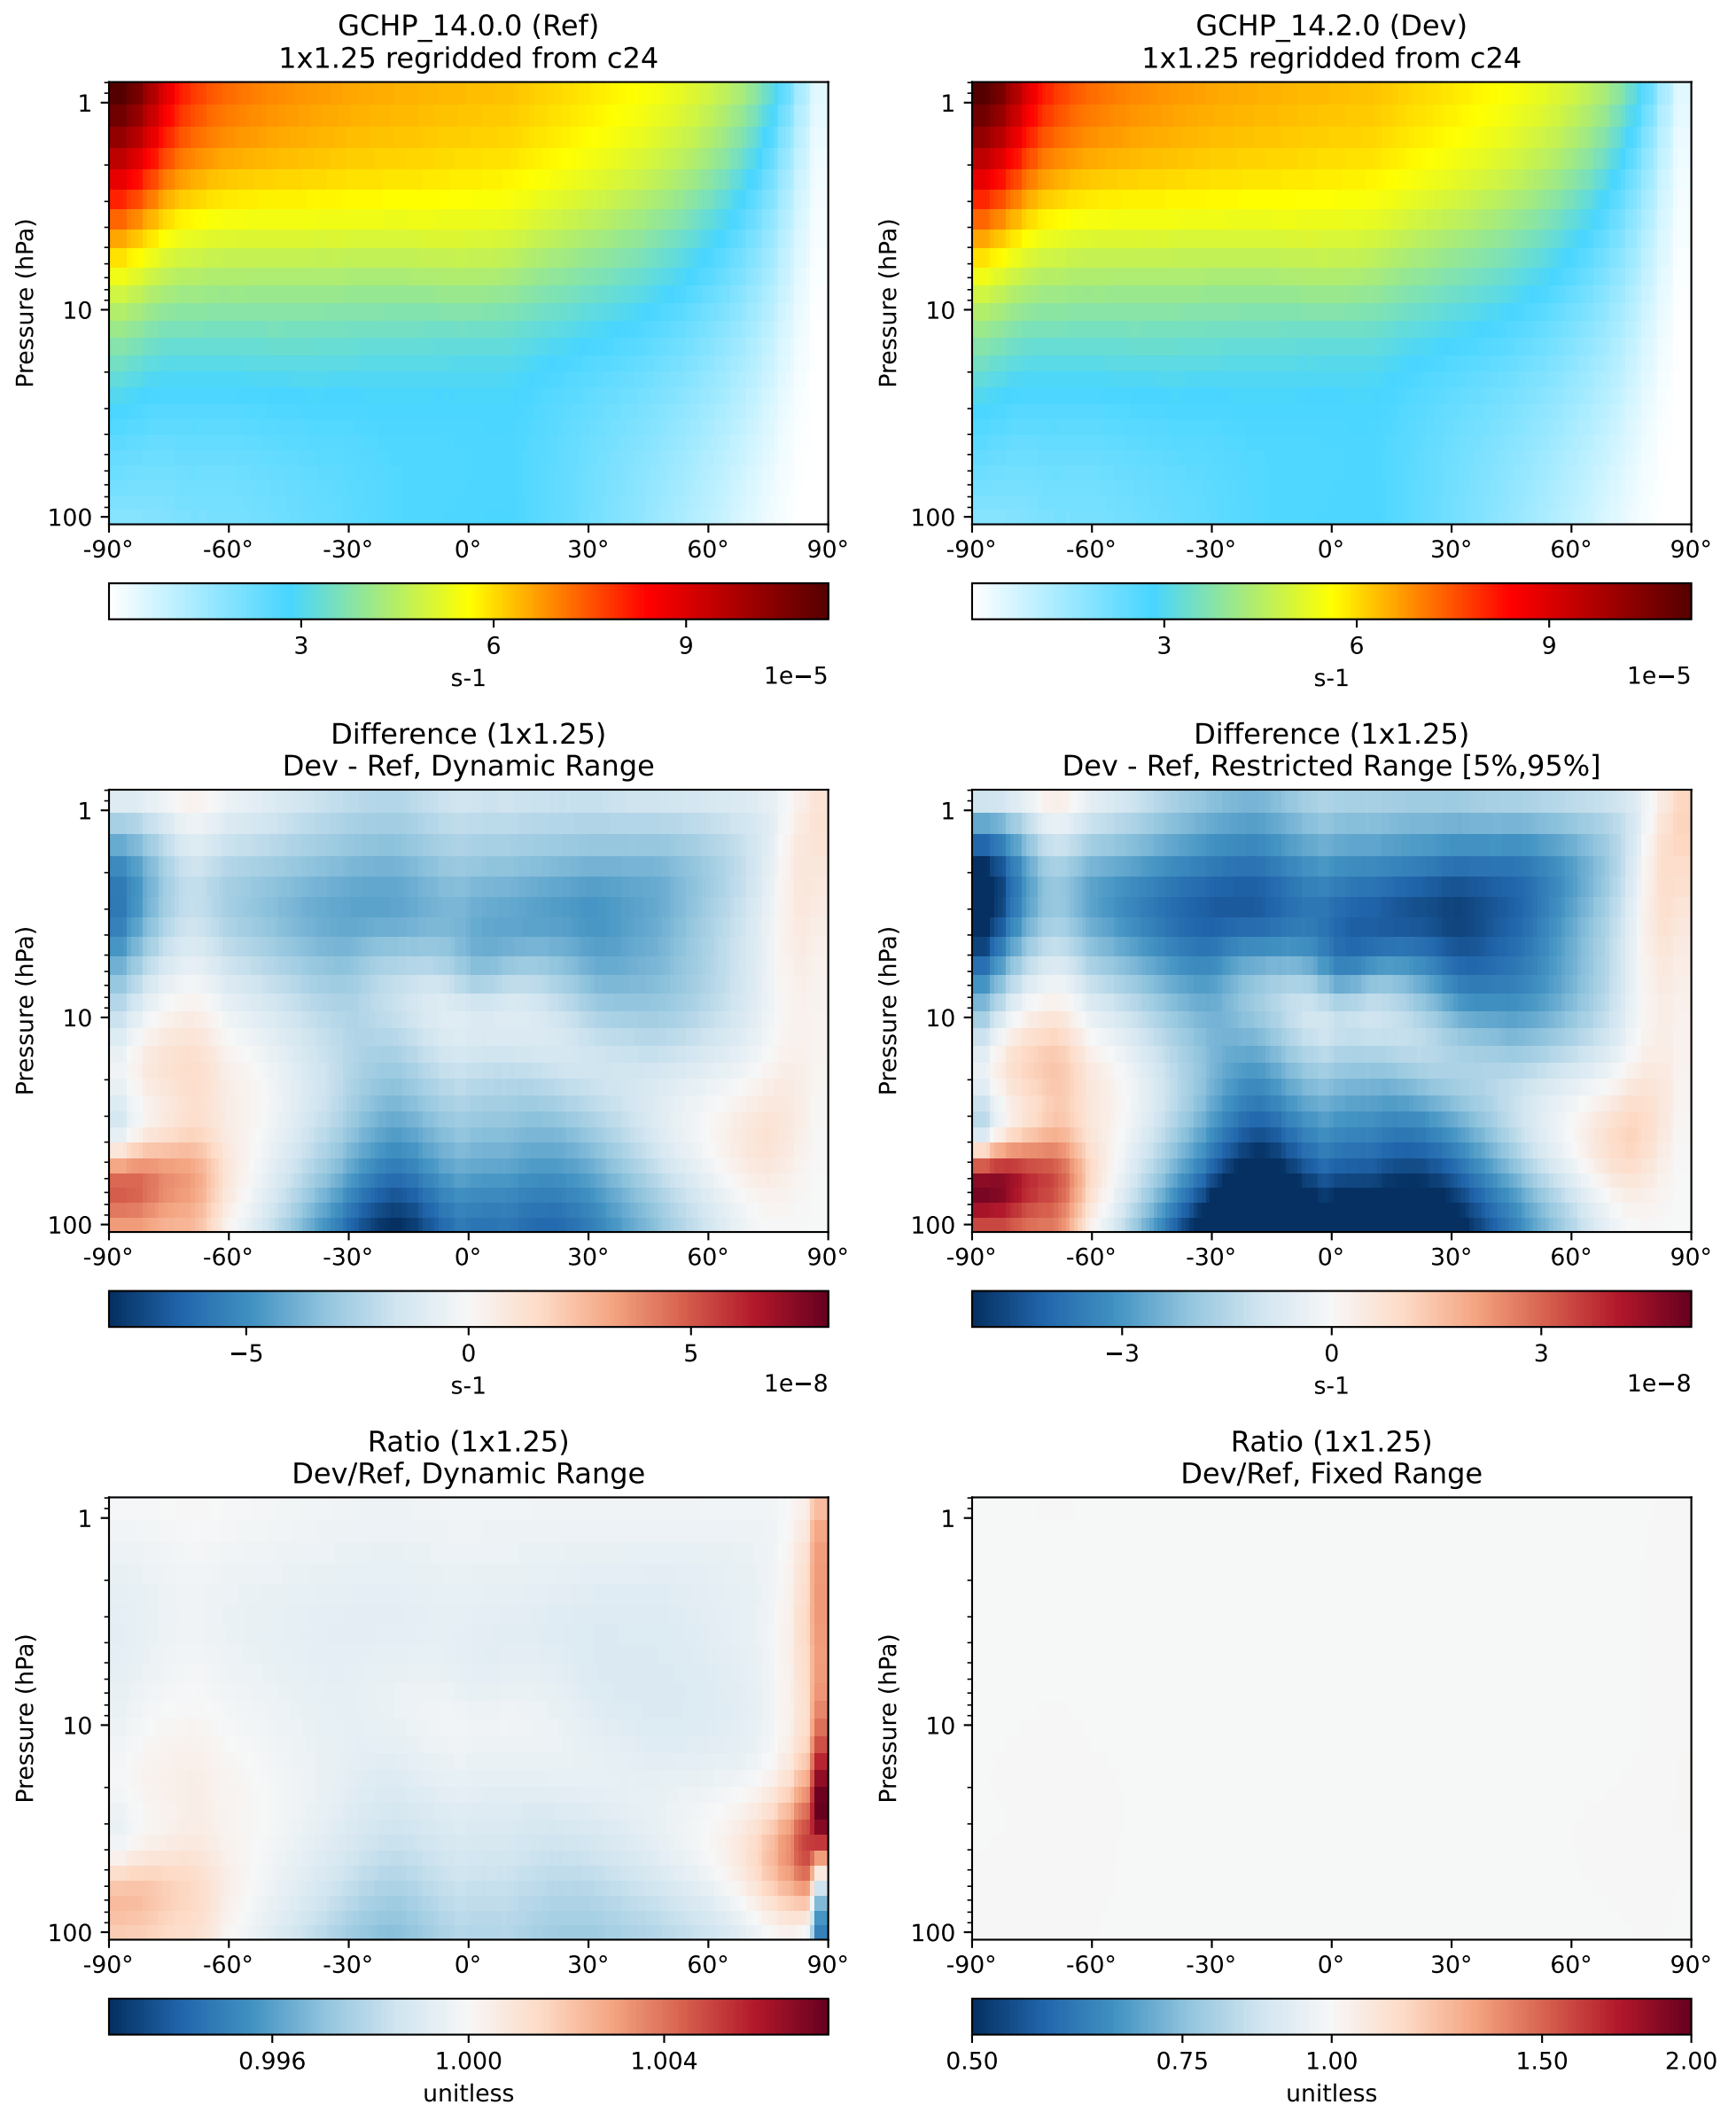 GCHP_14.0.0 (Ref)
1x1.25 regridded from c24
GCHP_14.2.0 (Dev)
1x1.25 regridded from c24
Pressure (hPa)
1
10
100
-90° -60° -30° 0° 30° 60° 90°
3 6 9
s-1
1e−5
Pressure (hPa)
1
10
100
-90° -60° -30° 0° 30° 60° 90°
3 6 9
s-1
1e−5
Difference (1x1.25)
Dev - Ref, Dynamic Range
Difference (1x1.25)
Dev - Ref, Restricted Range [5%,95%]
Pressure (hPa)
1
10
100
-90° -60° -30° 0° 30° 60° 90°
−5 0 5
s-1
1e−8
Pressure (hPa)
1
10
100
-90° -60° -30° 0° 30° 60° 90°
−3 0 3
s-1
1e−8
Ratio (1x1.25)
Dev/Ref, Dynamic Range
Ratio (1x1.25)
Dev/Ref, Fixed Range
Pressure (hPa)
1
10
100
-90° -60° -30° 0° 30° 60° 90°
0.996 1.000 1.004
unitless
Pressure (hPa)
1
10
100
-90° -60° -30° 0° 30° 60° 90°
0.50 0.75 1.00 1.50 2.00
unitless